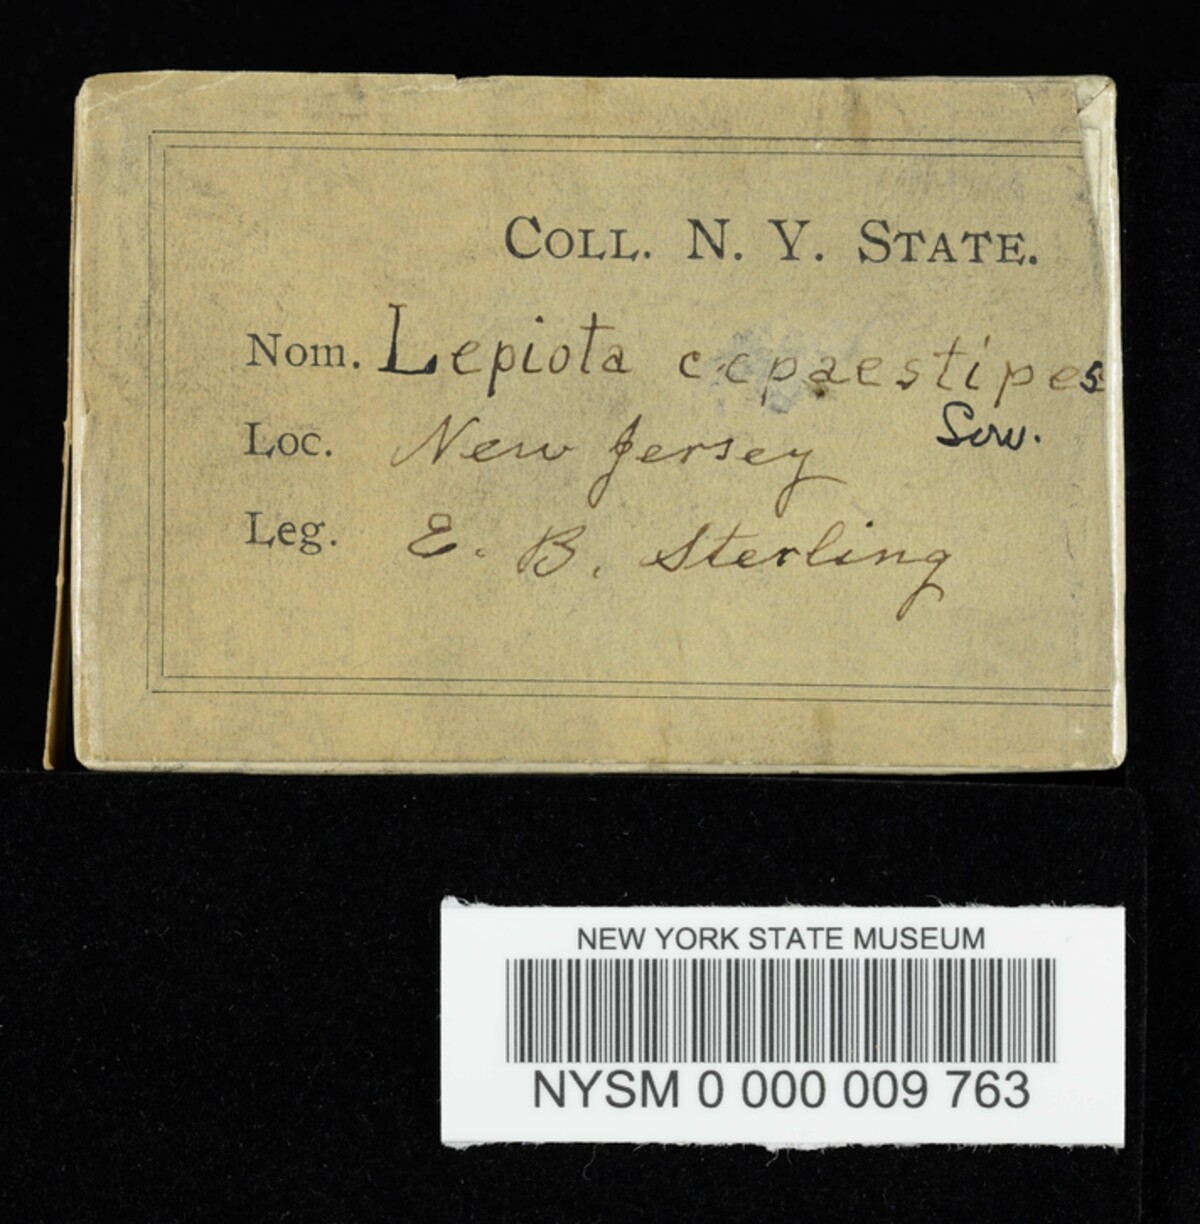 COLL. N. Y. STATE.
Nom. Lepiota cepaestipes
Sow.
Loc. New Jersey
Leg. E. B. Sterling
NEW YORK STATE MUSEUM
NYSM 0 000 009 763